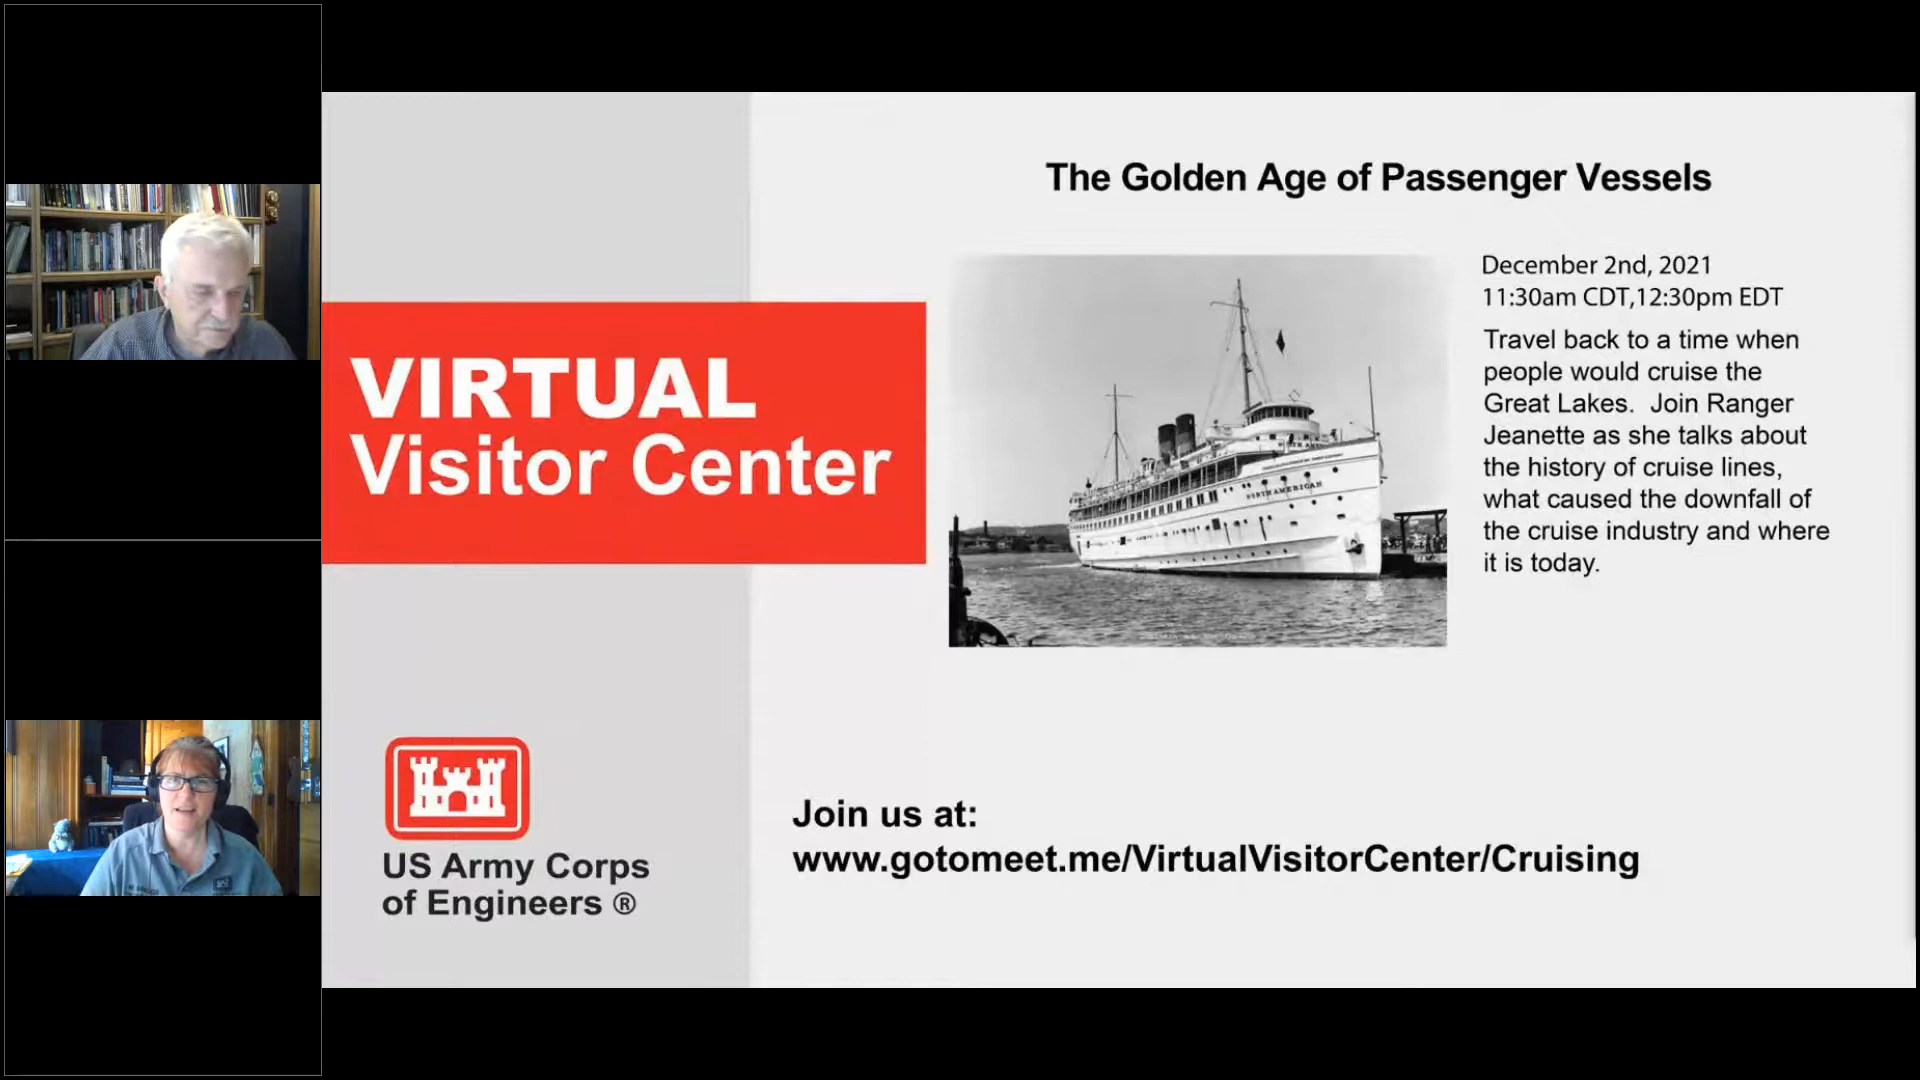 The Golden Age of Passenger Vessels
December 2nd, 2021
11:30am CDT,12:30pm EDT
Travel back to a time when
people would cruise the
Great Lakes.  Join Ranger
Jeanette as she talks about
the history of cruise lines,
what caused the downfall of
the cruise industry and where
it is today.
NORTH AMERICAN
VIRTUAL
Visitor Center
US Army Corps
of Engineers ®
Join us at:
www.gotomeet.me/VirtualVisitorCenter/Cruising